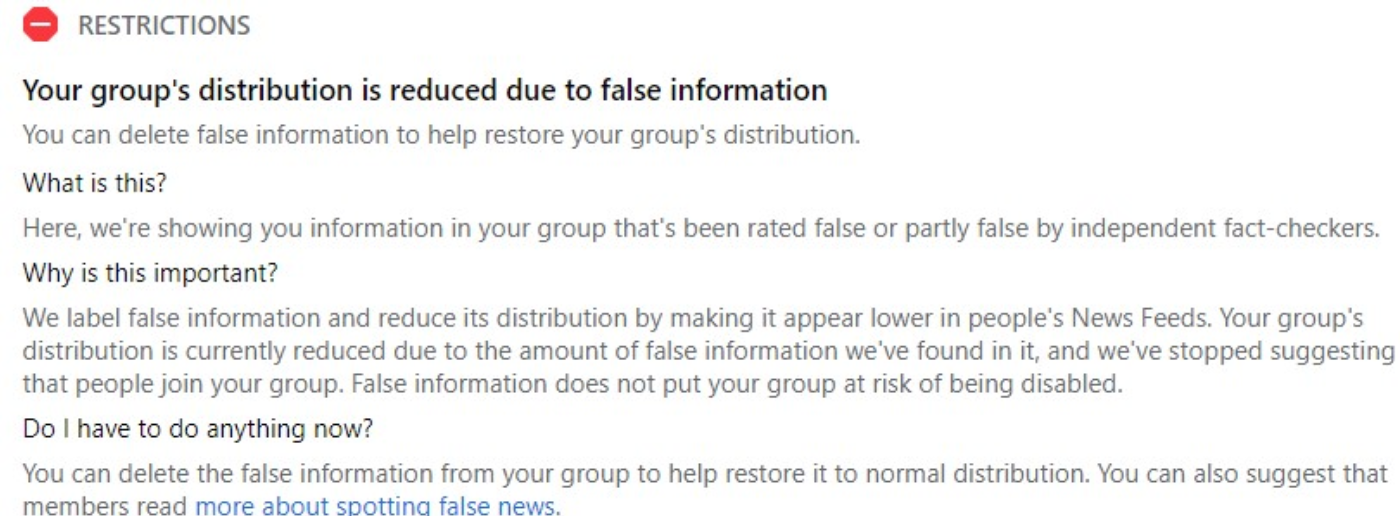 RESTRICTIONS
Your group's distribution is reduced due to false information
You can delete false information to help restore your group's distribution.
What is this?
Here, we're showing you information in your group that's been rated false or partly false by independent fact-checkers.
Why is this important?
We label false information and reduce its distribution by making it appear lower in people's News Feeds. Your group's
distribution is currently reduced due to the amount of false information we've found in it, and we've stopped suggesting
that people join your group. False information does not put your group at risk of being disabled.
Do I have to do anything now?
You can delete the false information from your group to help restore it to normal distribution. You can also suggest that
members read more about spotting false news.